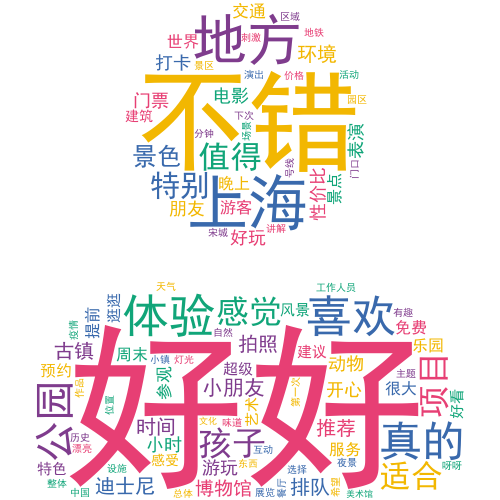 交通
区域
地方
刺激
地铁
世界
环境
打卡
景区
演出
价格
活动
门票
电影
园区
不错
建筑
下次
分钟
场景
表演
景色
值得
门口
号线
特别
晚上
上海
性价比
景点
朋友
游客
宋城
好玩
讲解
天气
工作人员
体验
感觉
风景
喜欢
有趣
逛逛
提前
疫情
自然
免费
古镇
拍照
乐园
周末
小镇
灯光
建议
动物
预约
参观
超级
主题
项目
好好
公园
作品
小朋友
第一次
开心
很大
好看
位置
艺术
时间
文化
味道
推荐
真的
历史
小时
孩子
互动
服务
漂亮
感受
夜景
特色
设施
游玩
东西
选择
适合
呀呀
整体
迪士尼
博物馆
排队
希望
中国
总体
展览
客厅
美术馆